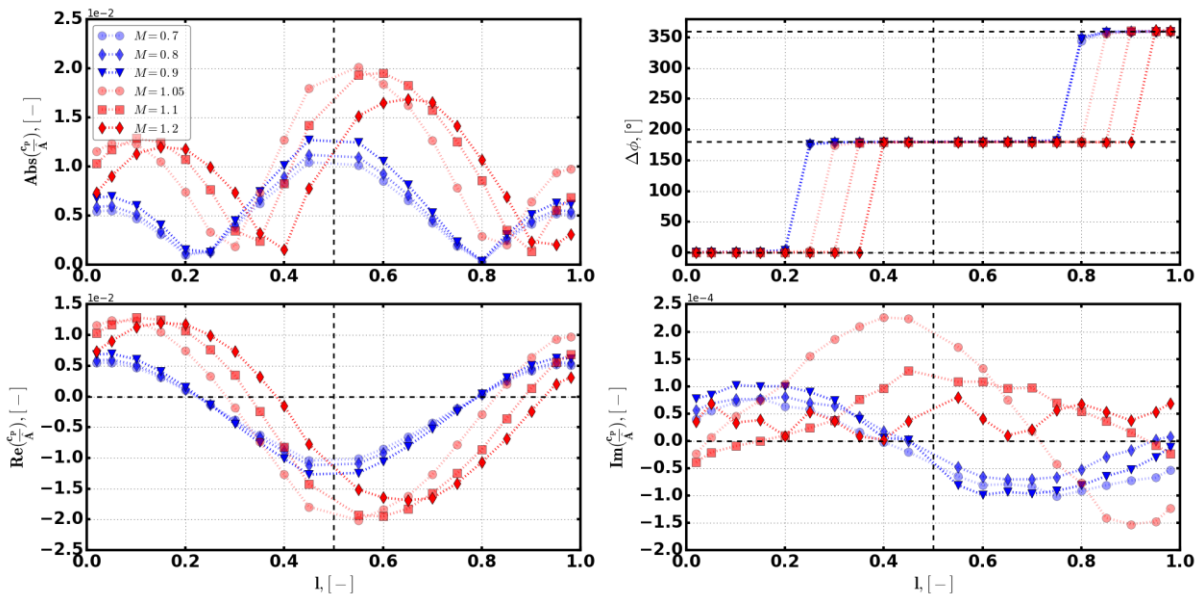 1e-2
2.5
2.0
1.5
1.0
0.5
0.0
Abs(c_p/A), [−]
M = 0.7
M = 0.8
M = 0.9
M = 1.05
M = 1.1
M = 1.2
0.0 0.2 0.4 0.6 0.8 1.0
350
300
250
200
150
100
50
0
Δϕ, [°]
0.0 0.2 0.4 0.6 0.8 1.0
1e-2
1.5
1.0
0.5
0.0
−0.5
−1.0
−1.5
−2.0
−2.5
Re(c_p/A), [−]
0.0 0.2 0.4 0.6 0.8 1.0
l, [−]
1e-4
2.5
2.0
1.5
1.0
0.5
0.0
−0.5
−1.0
−1.5
−2.0
Im(c_p/A), [−]
0.0 0.2 0.4 0.6 0.8 1.0
l, [−]